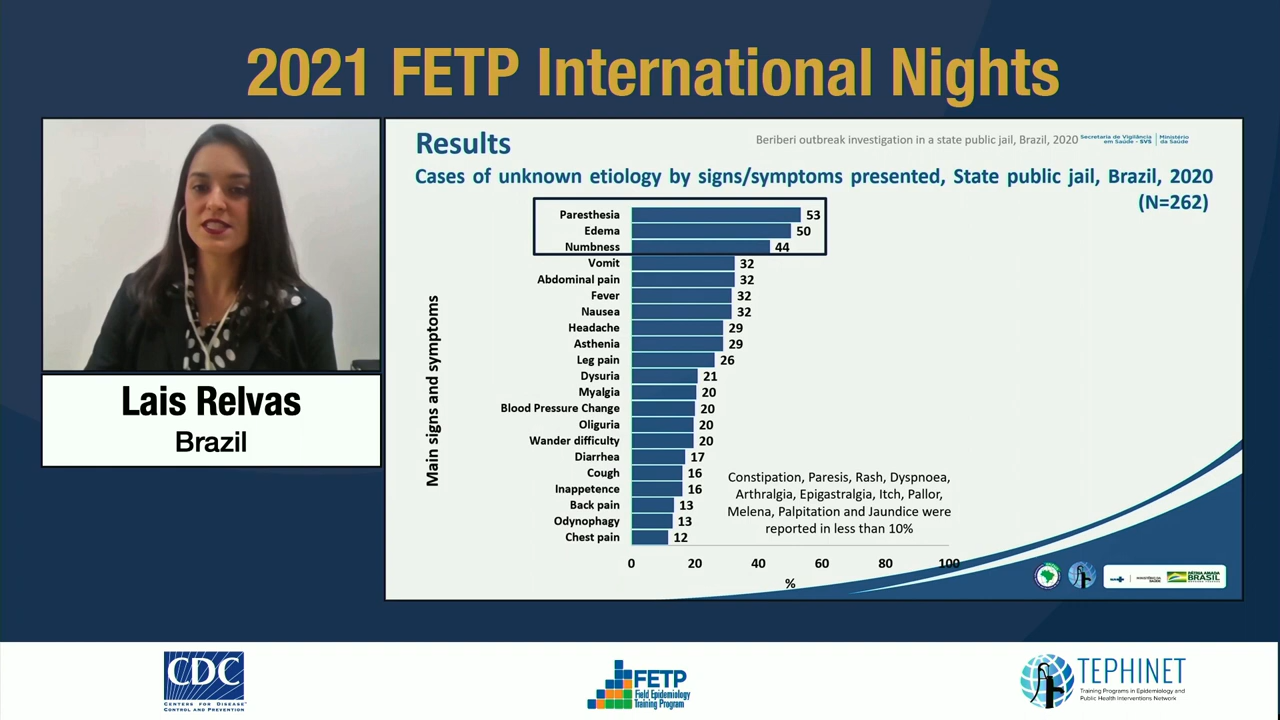 2021 FETP International Nights
Lais Relvas
Brazil
Results
Beriberi outbreak investigation in a state public jail, Brazil, 2020
Secretaria de Vigilância
em Saúde - SVS
Ministério
da Saúde
Cases of unknown etiology by signs/symptoms presented, State public jail, Brazil, 2020
(N=262)
Main signs and symptoms
Paresthesia 53
Edema 50
Numbness 44
Vomit 32
Abdominal pain 32
Fever 32
Nausea 32
Headache 29
Asthenia 29
Leg pain 26
Dysuria 21
Myalgia 20
Blood Pressure Change 20
Oliguria 20
Wander difficulty 20
Diarrhea 17
Cough 16
Inappetence 16
Back pain 13
Odynophagy 13
Chest pain 12
Constipation, Paresis, Rash, Dyspnoea,
Arthralgia, Epigastralgia, Itch, Pallor,
Melena, Palpitation and Jaundice were
reported in less than 10%
0 20 40 60 80 100
%
PÁTRIA AMADA
BRASIL
CDC
CENTERS FOR DISEASE
CONTROL AND PREVENTION
FETP
Field Epidemiology
Training Program
TEPHINET
Training Programs in Epidemiology and
Public Health Interventions Network